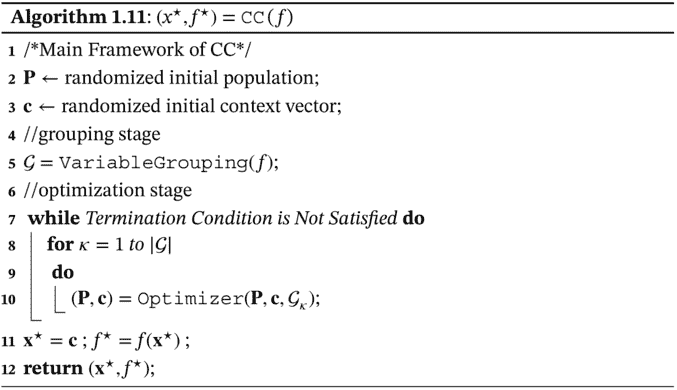 Algorithm 1.11: (x⋆,f⋆) = CC(f)
1 /*Main Framework of CC*/
2 P ← randomized initial population;
3 c ← randomized initial context vector;
4 //grouping stage
5 𝒢 = VariableGrouping(f);
6 //optimization stage
7 while Termination Condition is Not Satisfied do
8 for κ = 1 to |𝒢|
9 do
10 (P, c) = Optimizer(P, c, 𝒢κ);
11 x⋆ = c ; f⋆ = f(x⋆) ;
12 return (x⋆,f⋆);